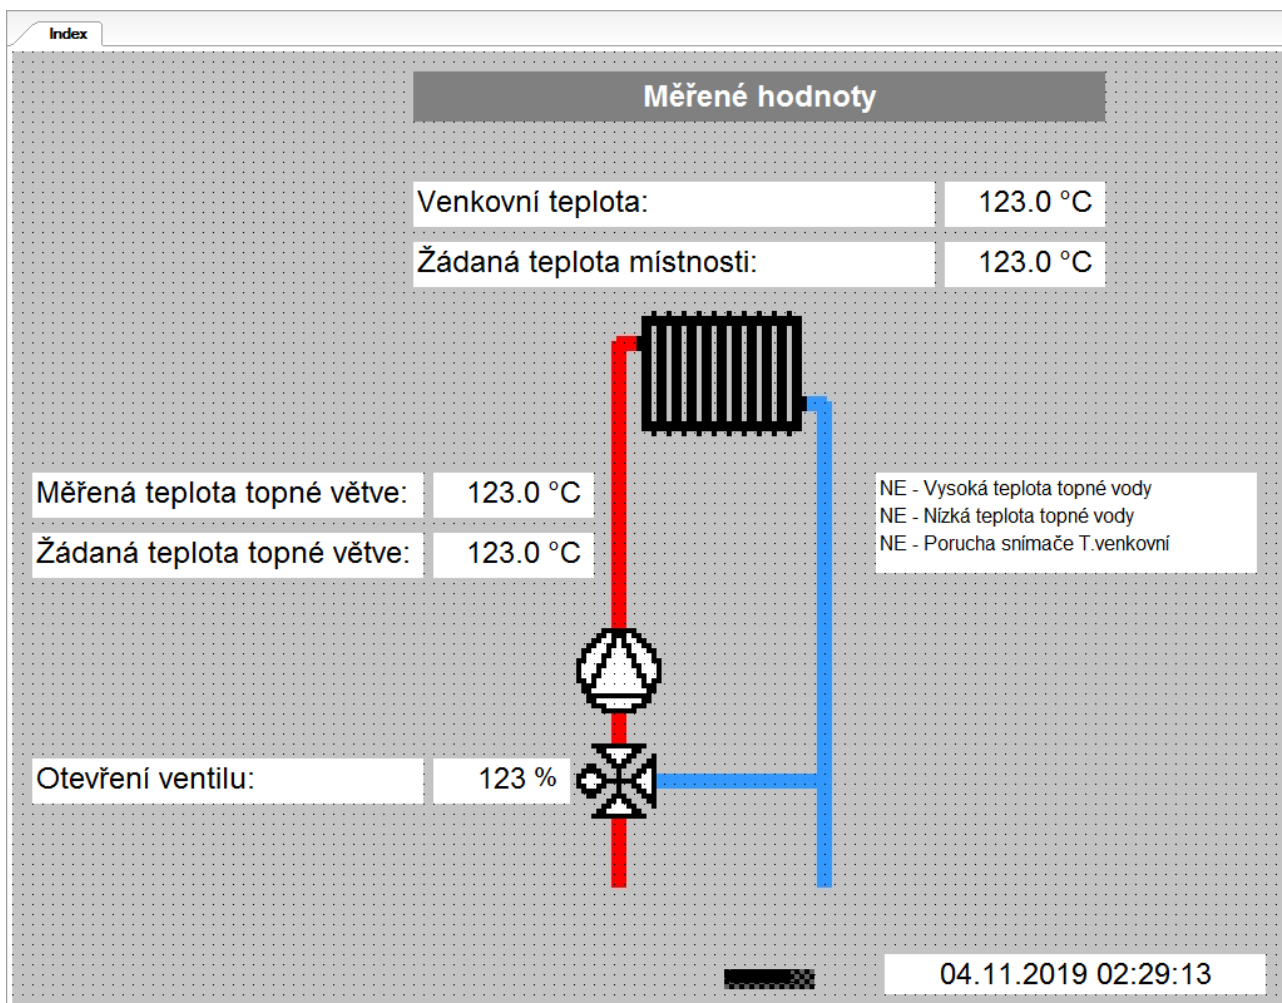 Index
Měřené hodnoty
Venkovní teplota: 123.0 °C
Žádaná teplota místnosti: 123.0 °C
Měřená teplota topné větve: 123.0 °C
Žádaná teplota topné větve: 123.0 °C
NE - Vysoká teplota topné vody
NE - Nízká teplota topné vody
NE - Porucha snímače T.venkovní
Otevření ventilu: 123 %
04.11.2019 02:29:13